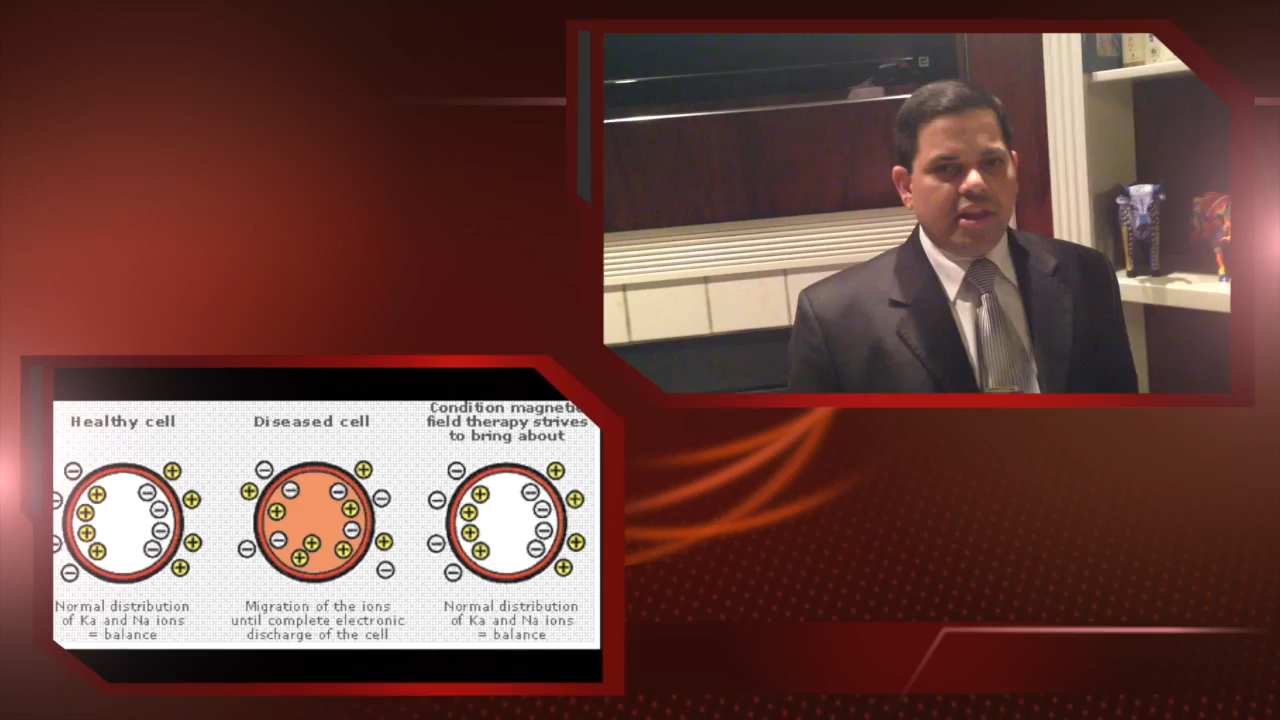 Healthy cell
Normal distribution
of Ka and Na ions
= balance
Diseased cell
Migration of the ions
until complete electronic
discharge of the cell
Condition magnetic
field therapy strives
to bring about
Normal distribution
of Ka and Na ions
= balance